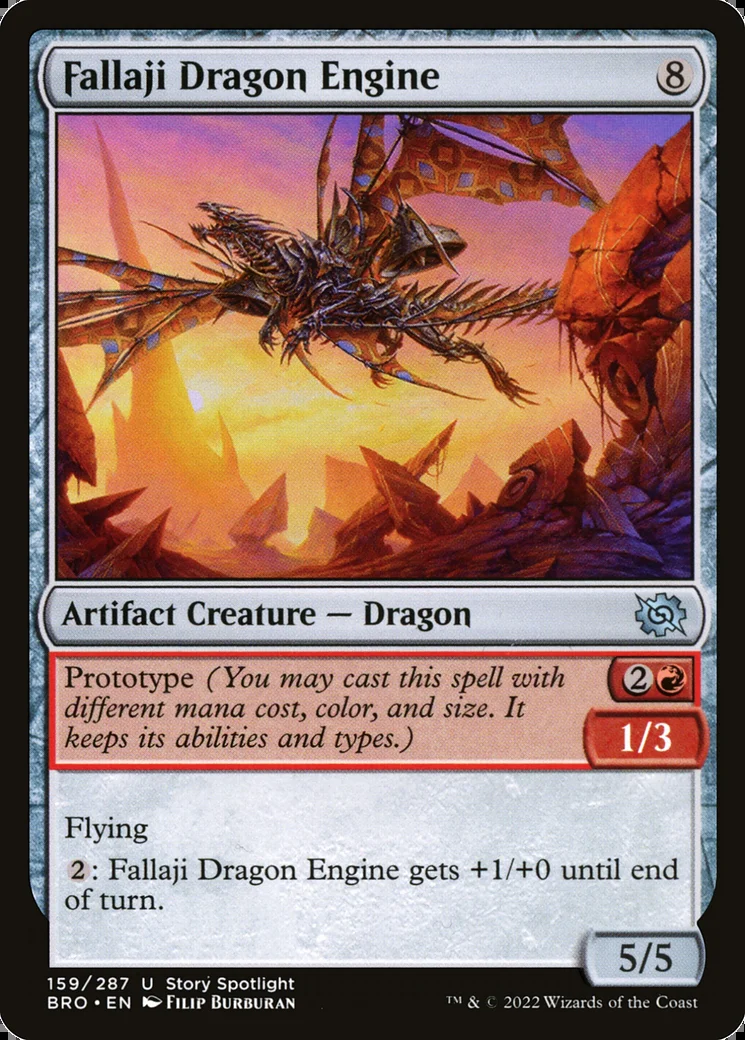 Fallaji Dragon Engine 8
Artifact Creature — Dragon
Prototype (You may cast this spell with 2
different mana cost, color, and size. It
keeps its abilities and types.) 1/3
Flying
2: Fallaji Dragon Engine gets +1/+0 until end
of turn.
5/5
159/287 U Story Spotlight
BRO • EN Filip Burburan ™ & © 2022 Wizards of the Coast